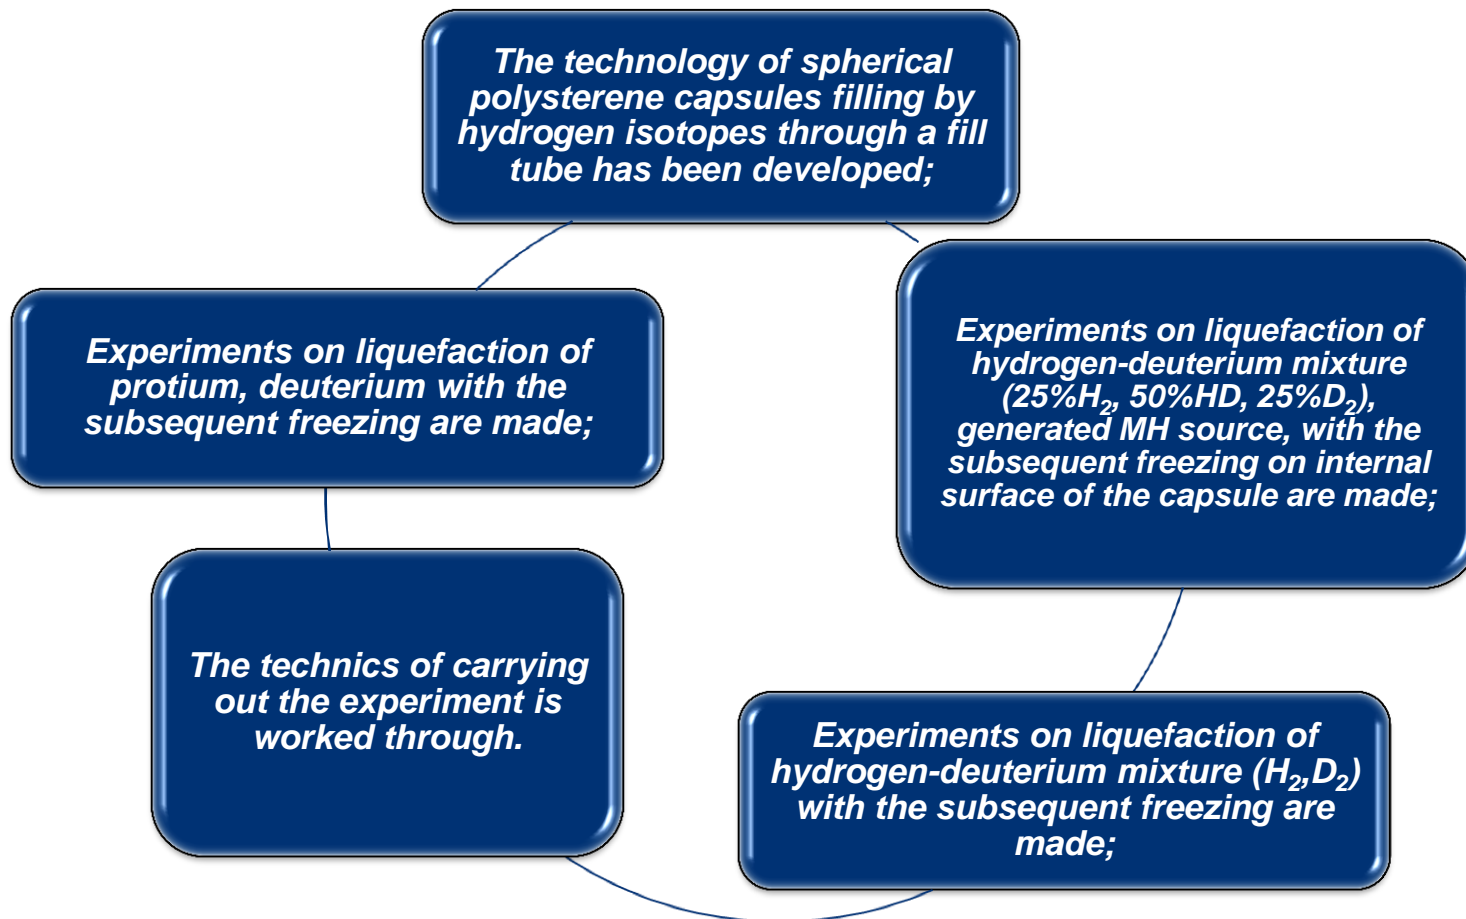 The technology of spherical
polysterene capsules filling by
hydrogen isotopes through a fill
tube has been developed;
Experiments on liquefaction of
hydrogen-deuterium mixture
(25%H₂, 50%HD, 25%D₂),
generated MH source, with the
subsequent freezing on internal
surface of the capsule are made;
Experiments on liquefaction of
hydrogen-deuterium mixture (H₂,D₂)
with the subsequent freezing are
made;
The technics of carrying
out the experiment is
worked through.
Experiments on liquefaction of
protium, deuterium with the
subsequent freezing are made;